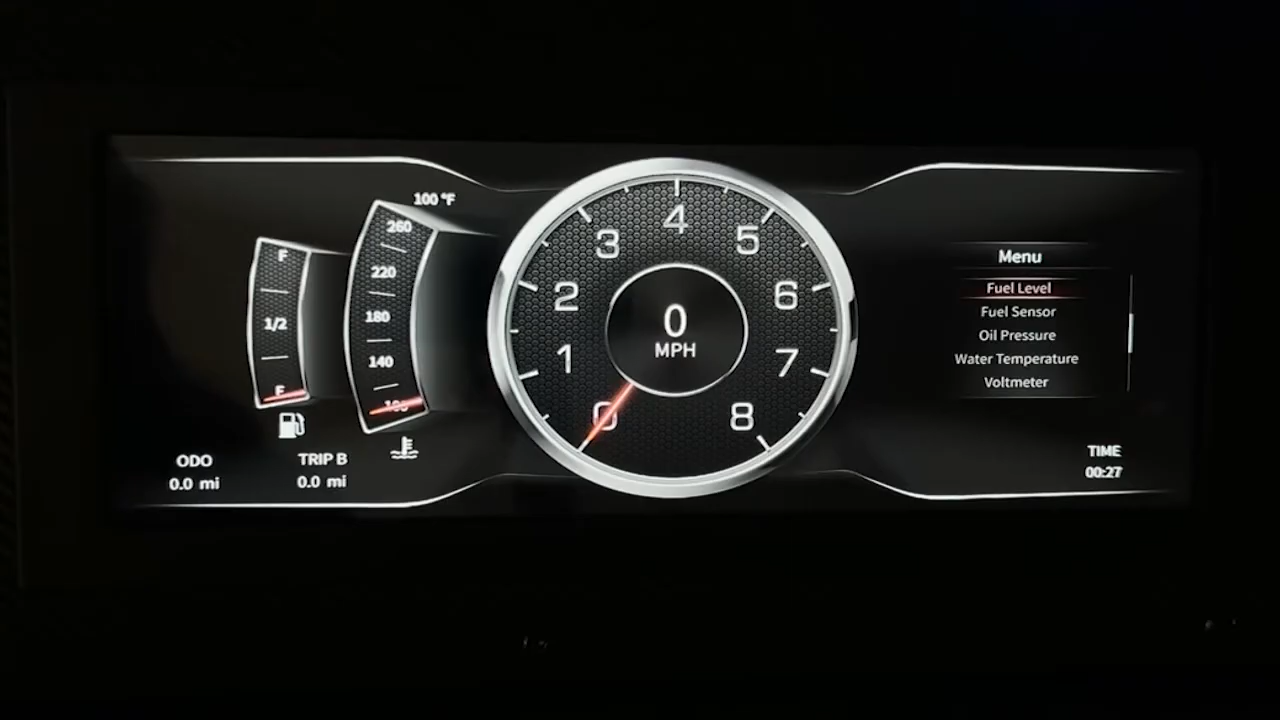 100 °F
260
220
180
140
100
F
1/2
E
ODO
0.0 mi
TRIP B
0.0 mi
0
1
2
3
4
5
6
7
8
0
MPH
Menu
Fuel Level
Fuel Sensor
Oil Pressure
Water Temperature
Voltmeter
TIME
00:27